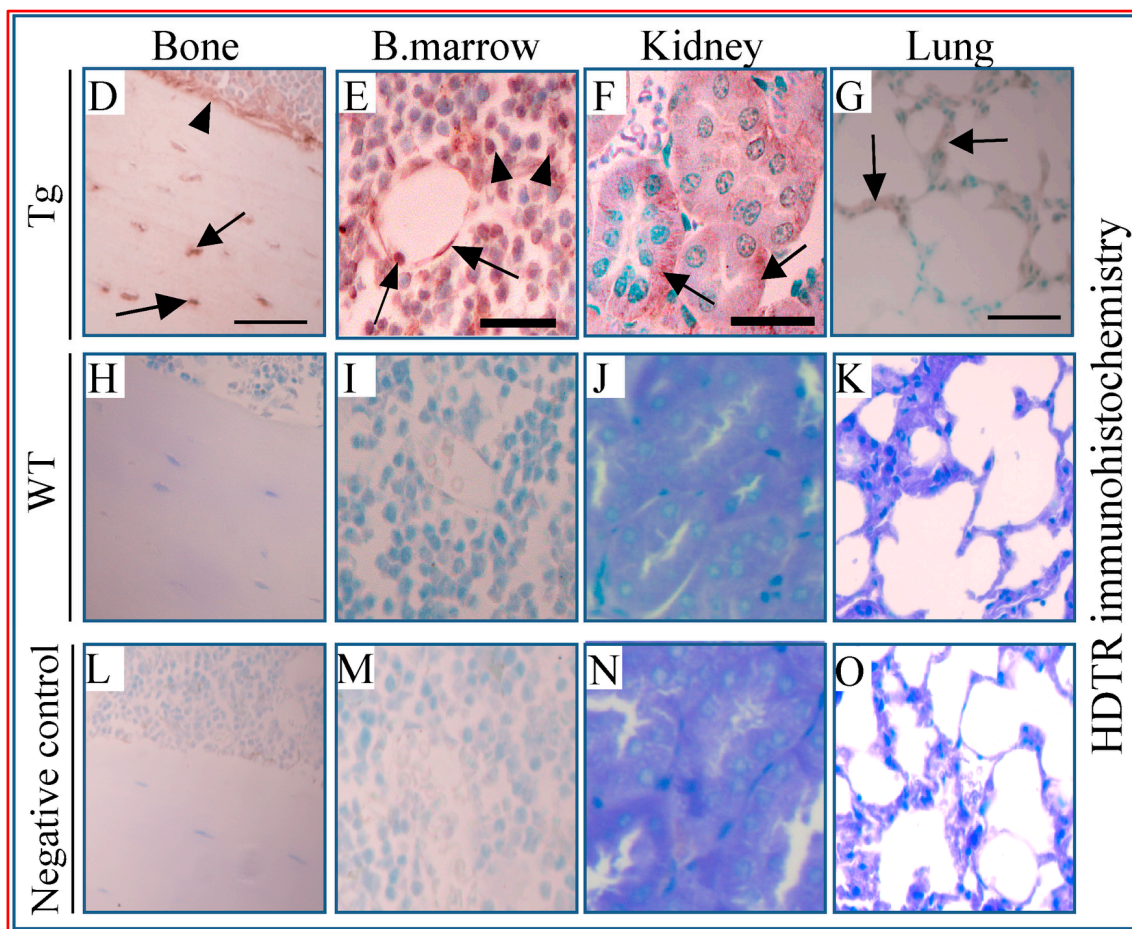 Bone B.marrow Kidney Lung
Tg
D E F G
WT
H I J K
Negative control
L M N O
HDTR immunohistochemistry